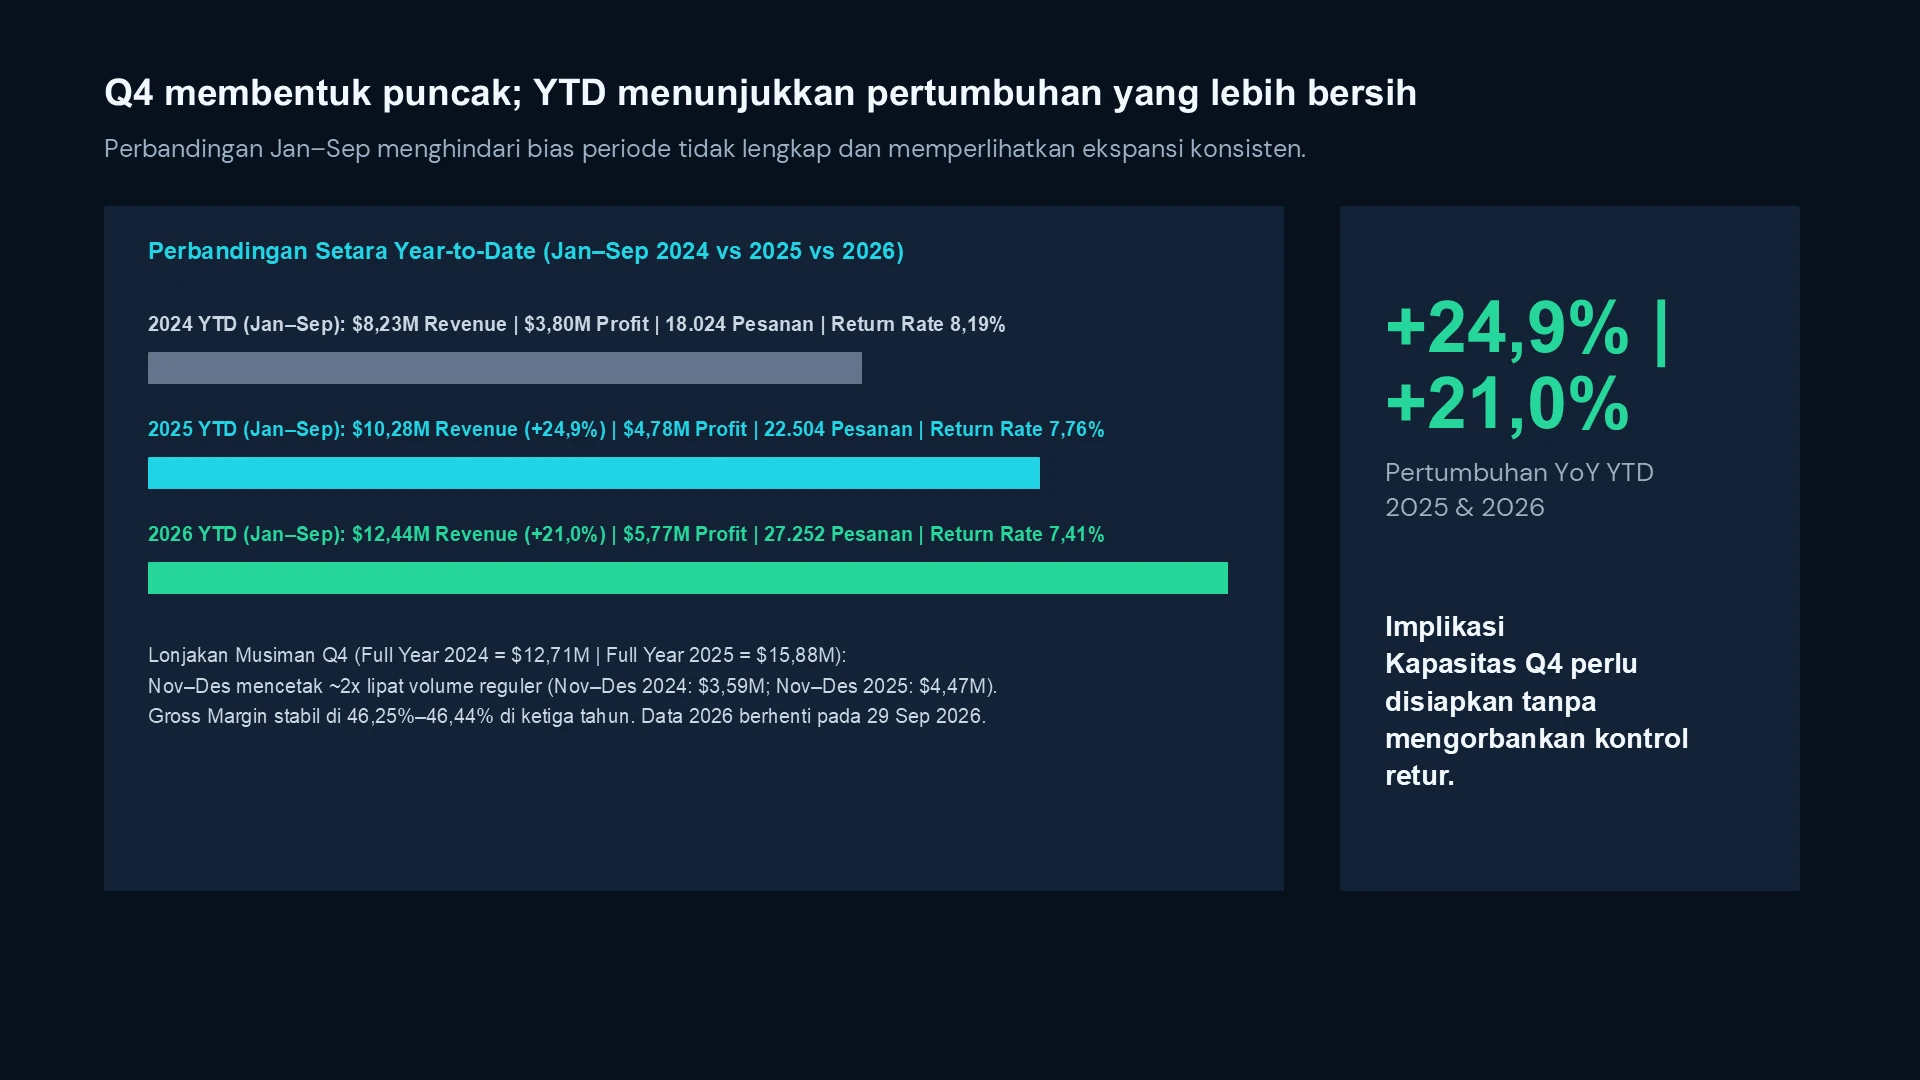 Q4 membentuk puncak; YTD menunjukkan pertumbuhan yang lebih bersih
Perbandingan Jan–Sep menghindari bias periode tidak lengkap dan memperlihatkan ekspansi konsisten.
Perbandingan Setara Year-to-Date (Jan–Sep 2024 vs 2025 vs 2026)
2024 YTD (Jan–Sep): $8,23M Revenue | $3,80M Profit | 18.024 Pesanan | Return Rate 8,19%
2025 YTD (Jan–Sep): $10,28M Revenue (+24,9%) | $4,78M Profit | 22.504 Pesanan | Return Rate 7,76%
2026 YTD (Jan–Sep): $12,44M Revenue (+21,0%) | $5,77M Profit | 27.252 Pesanan | Return Rate 7,41%
Lonjakan Musiman Q4 (Full Year 2024 = $12,71M | Full Year 2025 = $15,88M):
Nov–Des mencetak ~2x lipat volume reguler (Nov–Des 2024: $3,59M; Nov–Des 2025: $4,47M).
Gross Margin stabil di 46,25%–46,44% di ketiga tahun. Data 2026 berhenti pada 29 Sep 2026.
+24,9% |
+21,0%
Pertumbuhan YoY YTD
2025 & 2026
Implikasi
Kapasitas Q4 perlu
disiapkan tanpa
mengorbankan kontrol
retur.